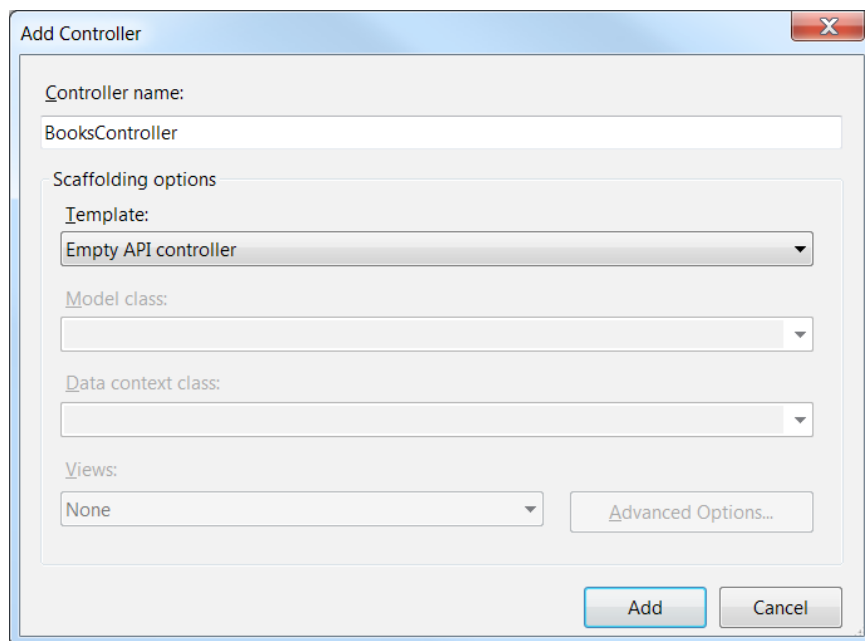 Add Controller
Controller name:
BooksController
Scaffolding options
Template:
Empty API controller
Model class:
Data context class:
Views:
None
Advanced Options...
Add
Cancel